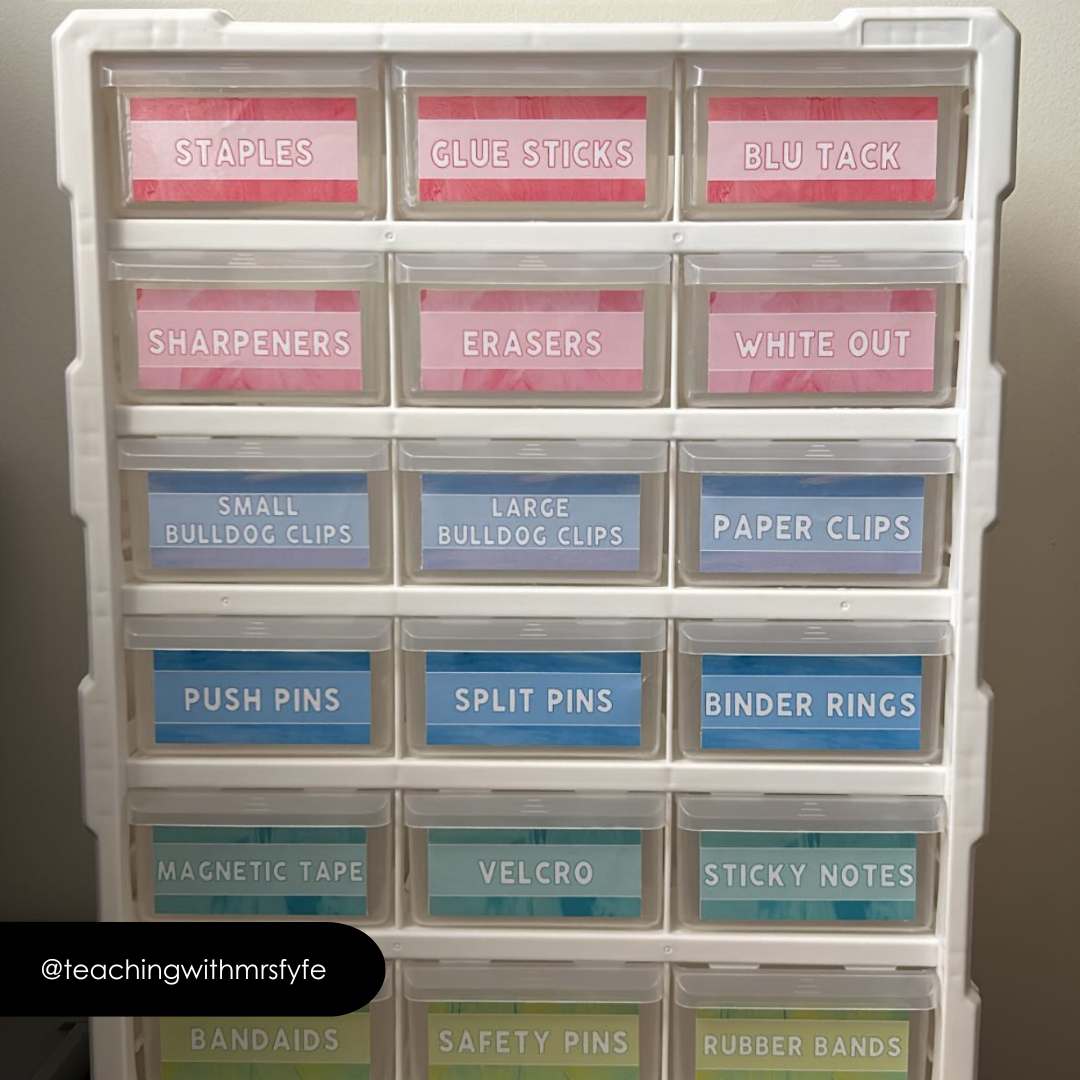 STAPLES
GLUE STICKS
BLU TACK
SHARPENERS
ERASERS
WHITE OUT
SMALL
BULLDOG CLIPS
LARGE
BULLDOG CLIPS
PAPER CLIPS
PUSH PINS
SPLIT PINS
BINDER RINGS
MAGNETIC TAPE
VELCRO
STICKY NOTES
@teachingwithmrsfyfe
BANDAIDS
SAFETY PINS
RUBBER BANDS